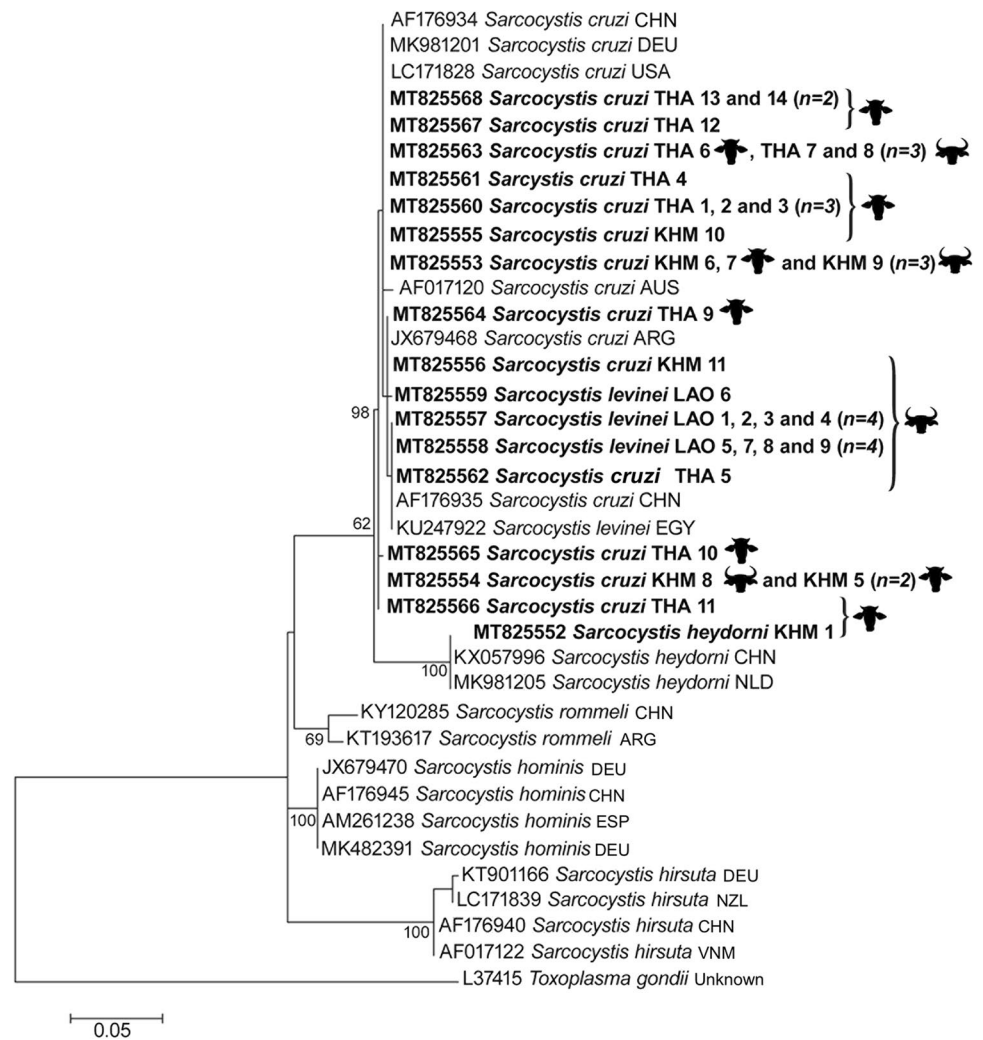 AF176934 Sarcocystis cruzi CHN
MK981201 Sarcocystis cruzi DEU
LC171828 Sarcocystis cruzi USA
MT825568 Sarcocystis cruzi THA 13 and 14 (n=2)
MT825567 Sarcocystis cruzi THA 12
MT825563 Sarcocystis cruzi THA 6 , THA 7 and 8 (n=3)
MT825561 Sarcystis cruzi THA 4
MT825560 Sarcocystis cruzi THA 1, 2 and 3 (n=3)
MT825555 Sarcocystis cruzi KHM 10
MT825553 Sarcocystis cruzi KHM 6, 7 and KHM 9 (n=3)
AF017120 Sarcocystis cruzi AUS
MT825564 Sarcocystis cruzi THA 9
JX679468 Sarcocystis cruzi ARG
MT825556 Sarcocystis cruzi KHM 11
MT825559 Sarcocystis levinei LAO 6
98
MT825557 Sarcocystis levinei LAO 1, 2, 3 and 4 (n=4)
MT825558 Sarcocystis levinei LAO 5, 7, 8 and 9 (n=4)
MT825562 Sarcocystis cruzi THA 5
AF176935 Sarcocystis cruzi CHN
62
KU247922 Sarcocystis levinei EGY
MT825565 Sarcocystis cruzi THA 10
MT825554 Sarcocystis cruzi KHM 8 and KHM 5 (n=2)
MT825566 Sarcocystis cruzi THA 11
MT825552 Sarcocystis heydorni KHM 1
KX057996 Sarcocystis heydorni CHN
100
MK981205 Sarcocystis heydorni NLD
KY120285 Sarcocystis rommeli CHN
69
KT193617 Sarcocystis rommeli ARG
JX679470 Sarcocystis hominis DEU
AF176945 Sarcocystis hominis CHN
100
AM261238 Sarcocystis hominis ESP
MK482391 Sarcocystis hominis DEU
KT901166 Sarcocystis hirsuta DEU
LC171839 Sarcocystis hirsuta NZL
AF176940 Sarcocystis hirsuta CHN
100
AF017122 Sarcocystis hirsuta VNM
L37415 Toxoplasma gondii Unknown
0.05